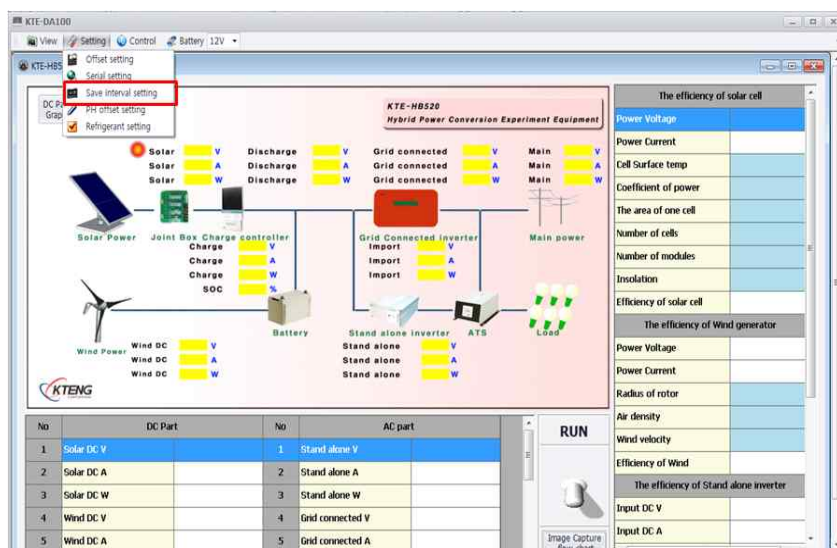 KTE-DA100
View Setting Control Battery 12V
KTE-HB5
Offset setting
Serial setting
Save interval setting
PH offset setting
Refrigerant setting
DC Pa
Grap
KTE-HB520
Hybrid Power Conversion Experiment Equipment
Solar V Discharge V Grid connected V Main V
Solar A Discharge A Grid connected A Main A
Solar W Discharge W Grid connected W Main W
Solar Power Joint Box Charge controller Grid Connected inverter Main power
Charge V Import V
Charge A Import A
Charge W Import W
SOC %
Battery Stand alone inverter ATS Load
Wind Power
Wind DC V Stand alone V
Wind DC A Stand alone A
Wind DC W Stand alone W
KTENG
No DC Part No AC part
1 Solar DC V 1 Stand alone V
2 Solar DC A 2 Stand alone A
3 Solar DC W 3 Stand alone W
4 Wind DC V 4 Grid connected V
5 Wind DC A 5 Grid connected A
RUN
Image Capture
flow chart
The efficiency of solar cell
Power Voltage
Power Current
Cell Surface temp
Coefficient of power
The area of one cell
Number of cells
Number of modules
Insolation
Efficiency of solar cell
The efficiency of Wind generator
Power Voltage
Power Current
Radius of rotor
Air density
Wind velocity
Efficiency of Wind
The efficiency of Stand alone inverter
Input DC V
Input DC A